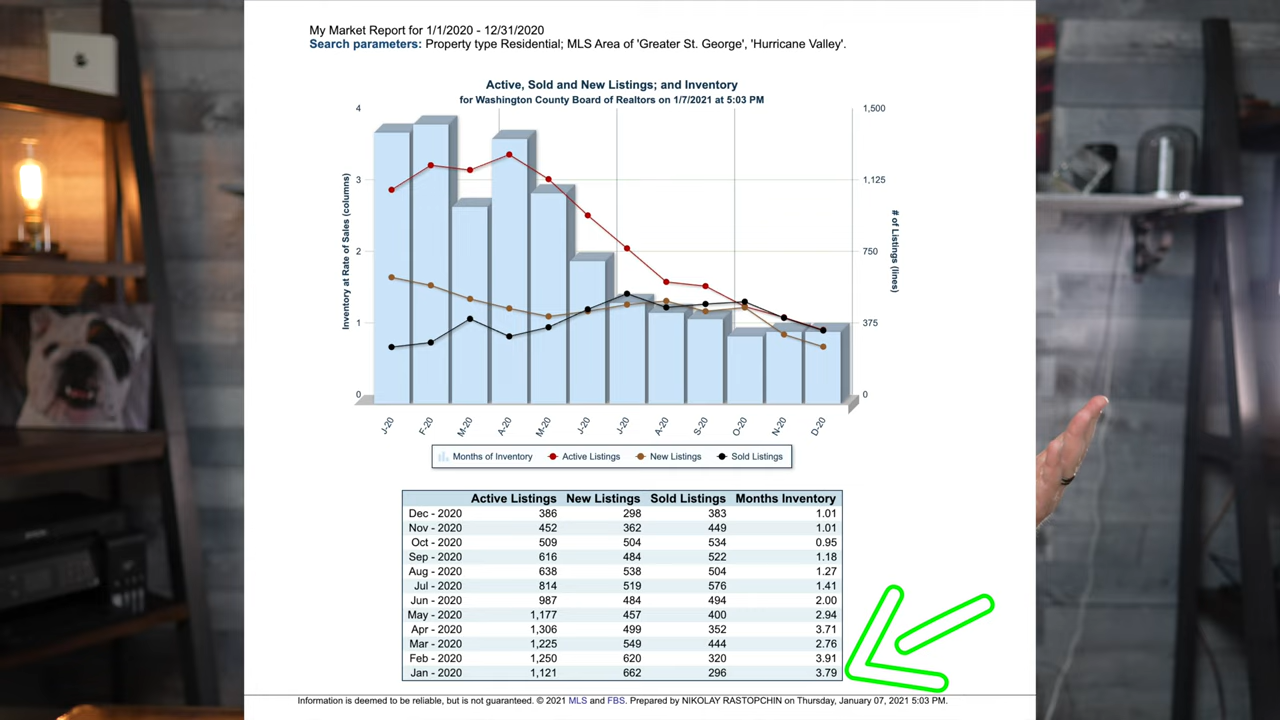 My Market Report for 1/1/2020 - 12/31/2020
Search parameters: Property type Residential; MLS Area of 'Greater St. George', 'Hurricane Valley'.
Active, Sold and New Listings; and Inventory
for Washington County Board of Realtors on 1/7/2021 at 5:03 PM
4
3
2
1
0
Inventory at Rate of Sales (columns)
1,500
1,125
750
375
0
# of Listings (lines)
J-20 F-20 M-20 A-20 M-20 J-20 J-20 A-20 S-20 O-20 N-20 D-20
Months of Inventory Active Listings New Listings Sold Listings
Active Listings New Listings Sold Listings Months Inventory
Dec - 2020 386 298 383 1.01
Nov - 2020 452 362 449 1.01
Oct - 2020 509 504 534 0.95
Sep - 2020 616 484 522 1.18
Aug - 2020 638 538 504 1.27
Jul - 2020 814 519 576 1.41
Jun - 2020 987 484 494 2.00
May - 2020 1,177 457 400 2.94
Apr - 2020 1,306 499 352 3.71
Mar - 2020 1,225 549 444 2.76
Feb - 2020 1,250 620 320 3.91
Jan - 2020 1,121 662 296 3.79
Information is deemed to be reliable, but is not guaranteed. © 2021 MLS and FBS. Prepared by NIKOLAY RASTOPCHIN on Thursday, January 07, 2021 5:03 PM.